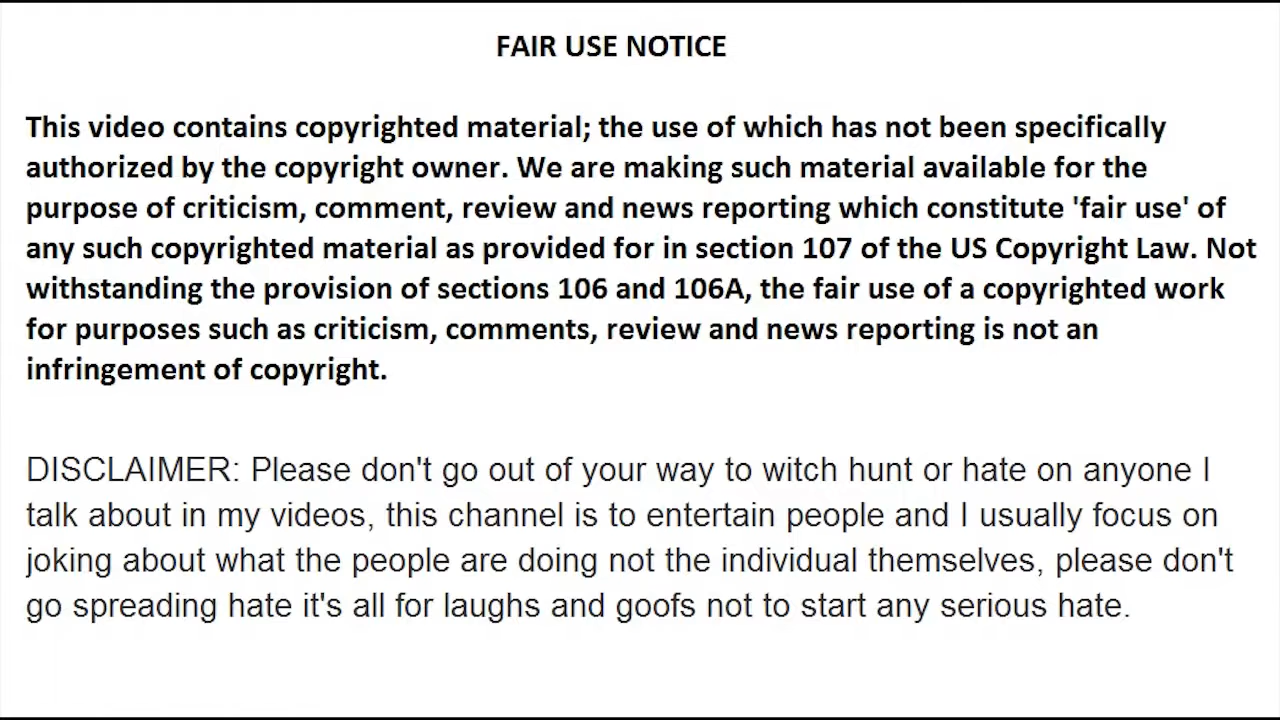 FAIR USE NOTICE
This video contains copyrighted material; the use of which has not been specifically
authorized by the copyright owner. We are making such material available for the
purpose of criticism, comment, review and news reporting which constitute 'fair use' of
any such copyrighted material as provided for in section 107 of the US Copyright Law. Not
withstanding the provision of sections 106 and 106A, the fair use of a copyrighted work
for purposes such as criticism, comments, review and news reporting is not an
infringement of copyright.
DISCLAIMER: Please don't go out of your way to witch hunt or hate on anyone I
talk about in my videos, this channel is to entertain people and I usually focus on
joking about what the people are doing not the individual themselves, please don't
go spreading hate it's all for laughs and goofs not to start any serious hate.